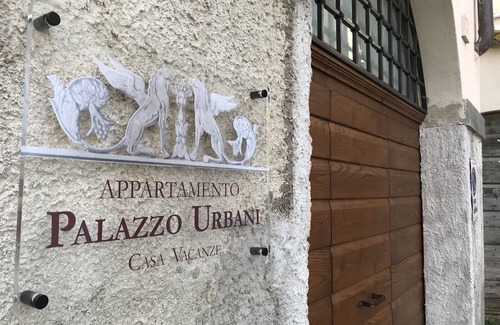 APPARTAMENTO
PALAZZO URBANI
CASA VACANZE